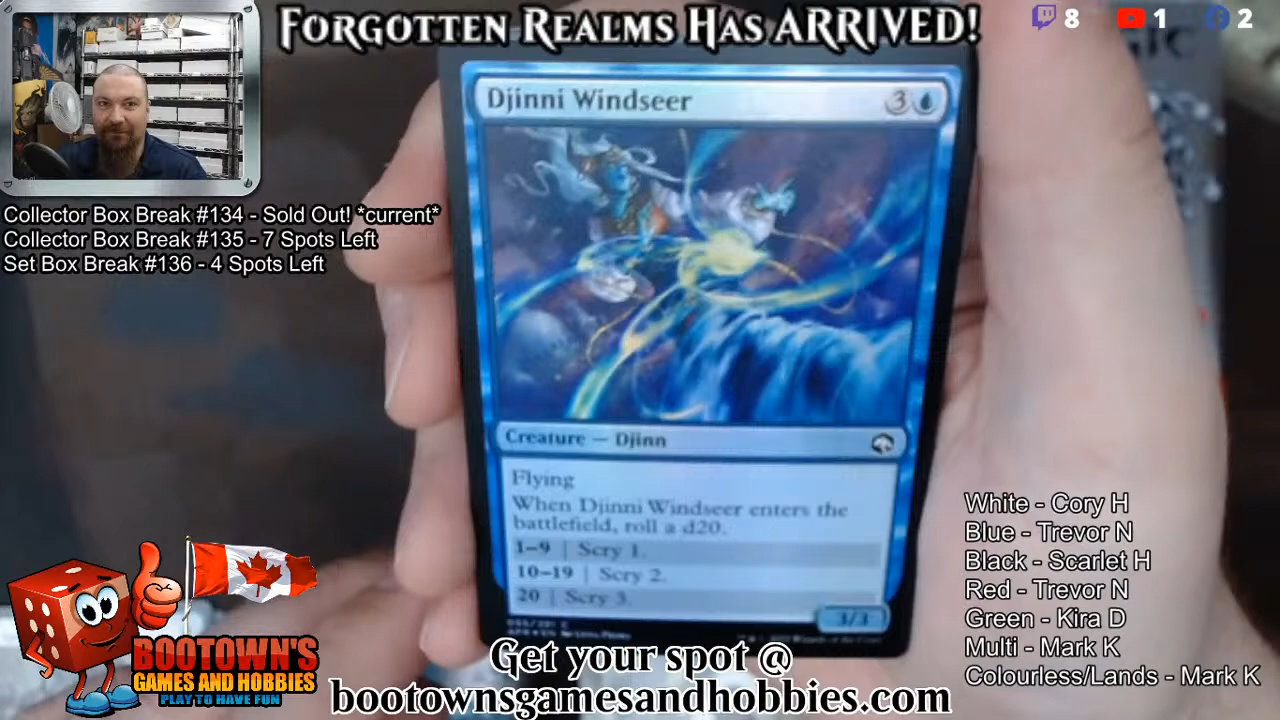 FORGOTTEN REALMS HAS ARRIVED!
8 1 2
Djinni Windseer 3
Collector Box Break #134 - Sold Out! *current*
Collector Box Break #135 - 7 Spots Left
Set Box Break #136 - 4 Spots Left
Creature — Djinn
Flying
When Djinni Windseer enters the
battlefield, roll a d20.
1–9 | Scry 1.
10–19 | Scry 2.
20 | Scry 3.
3/3
White - Cory H
Blue - Trevor N
Black - Scarlet H
Red - Trevor N
Green - Kira D
Multi - Mark K
Colourless/Lands - Mark K
BOOTOWN'S
GAMES AND HOBBIES
PLAY TO HAVE FUN
Get your spot @
bootownsgamesandhobbies.com